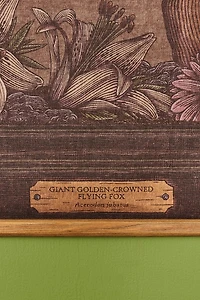 GIANT GOLDEN-CROWNED
FLYING FOX
Acerodon jubatus